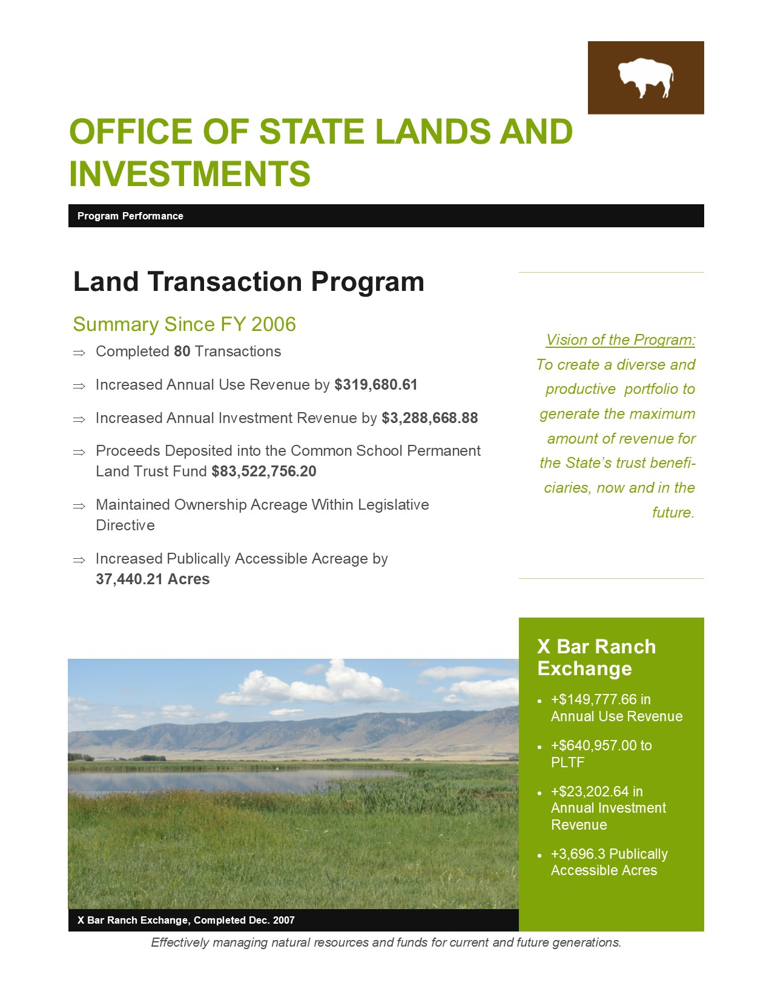 OFFICE OF STATE LANDS AND
INVESTMENTS
Program Performance
Land Transaction Program
Summary Since FY 2006
⇒ Completed 80 Transactions
⇒ Increased Annual Use Revenue by $319,680.61
⇒ Increased Annual Investment Revenue by $3,288,668.88
⇒ Proceeds Deposited into the Common School Permanent
Land Trust Fund $83,522,756.20
⇒ Maintained Ownership Acreage Within Legislative
Directive
⇒ Increased Publically Accessible Acreage by
37,440.21 Acres
Vision of the Program:
To create a diverse and
productive portfolio to
generate the maximum
amount of revenue for
the State’s trust benefi-
ciaries, now and in the
future.
X Bar Ranch
Exchange
• +$149,777.66 in
Annual Use Revenue
• +$640,957.00 to
PLTF
• +$23,202.64 in
Annual Investment
Revenue
• +3,696.3 Publically
Accessible Acres
X Bar Ranch Exchange, Completed Dec. 2007
Effectively managing natural resources and funds for current and future generations.